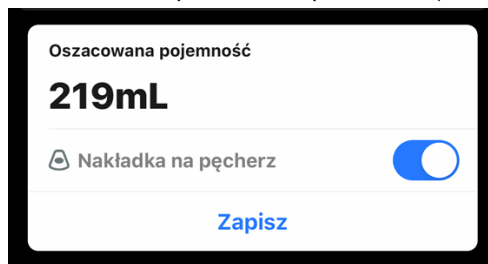 Oszacowana pojemność
219mL
Nakładka na pęcherz
Zapisz